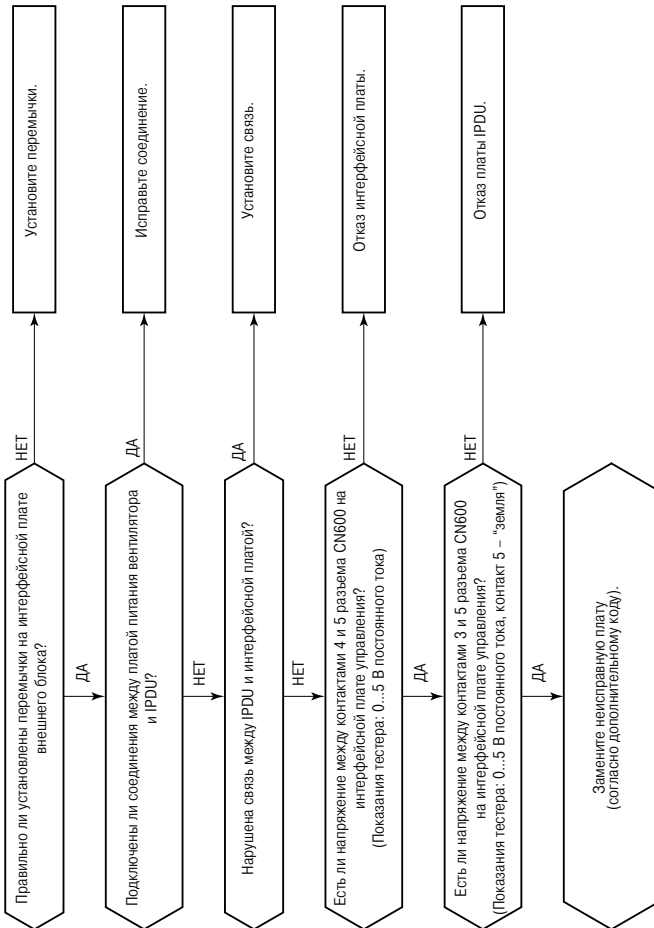 Правильно ли установлены перемычки на интерфейсной плате
внешнего блока?
НЕТ
Установите перемычки.
ДА
Подключены ли соединения между платой питания вентилятора
и IPDU?
ДА
Исправьте соединение.
НЕТ
Нарушена связь между IPDU и интерфейсной платой?
ДА
Установите связь.
НЕТ
Есть ли напряжение между контактами 4 и 5 разъема CN600 на
интерфейсной плате управления?
(Показания тестера: 0...5 В постоянного тока)
НЕТ
Отказ интерфейсной платы.
ДА
Есть ли напряжение между контактами 3 и 5 разъема CN600
на интерфейсной плате управления?
(Показания тестера: 0...5 В постоянного тока, контакт 5 – “земля”)
НЕТ
Отказ платы IPDU.
ДА
Замените неисправную плату
(согласно дополнительному коду).